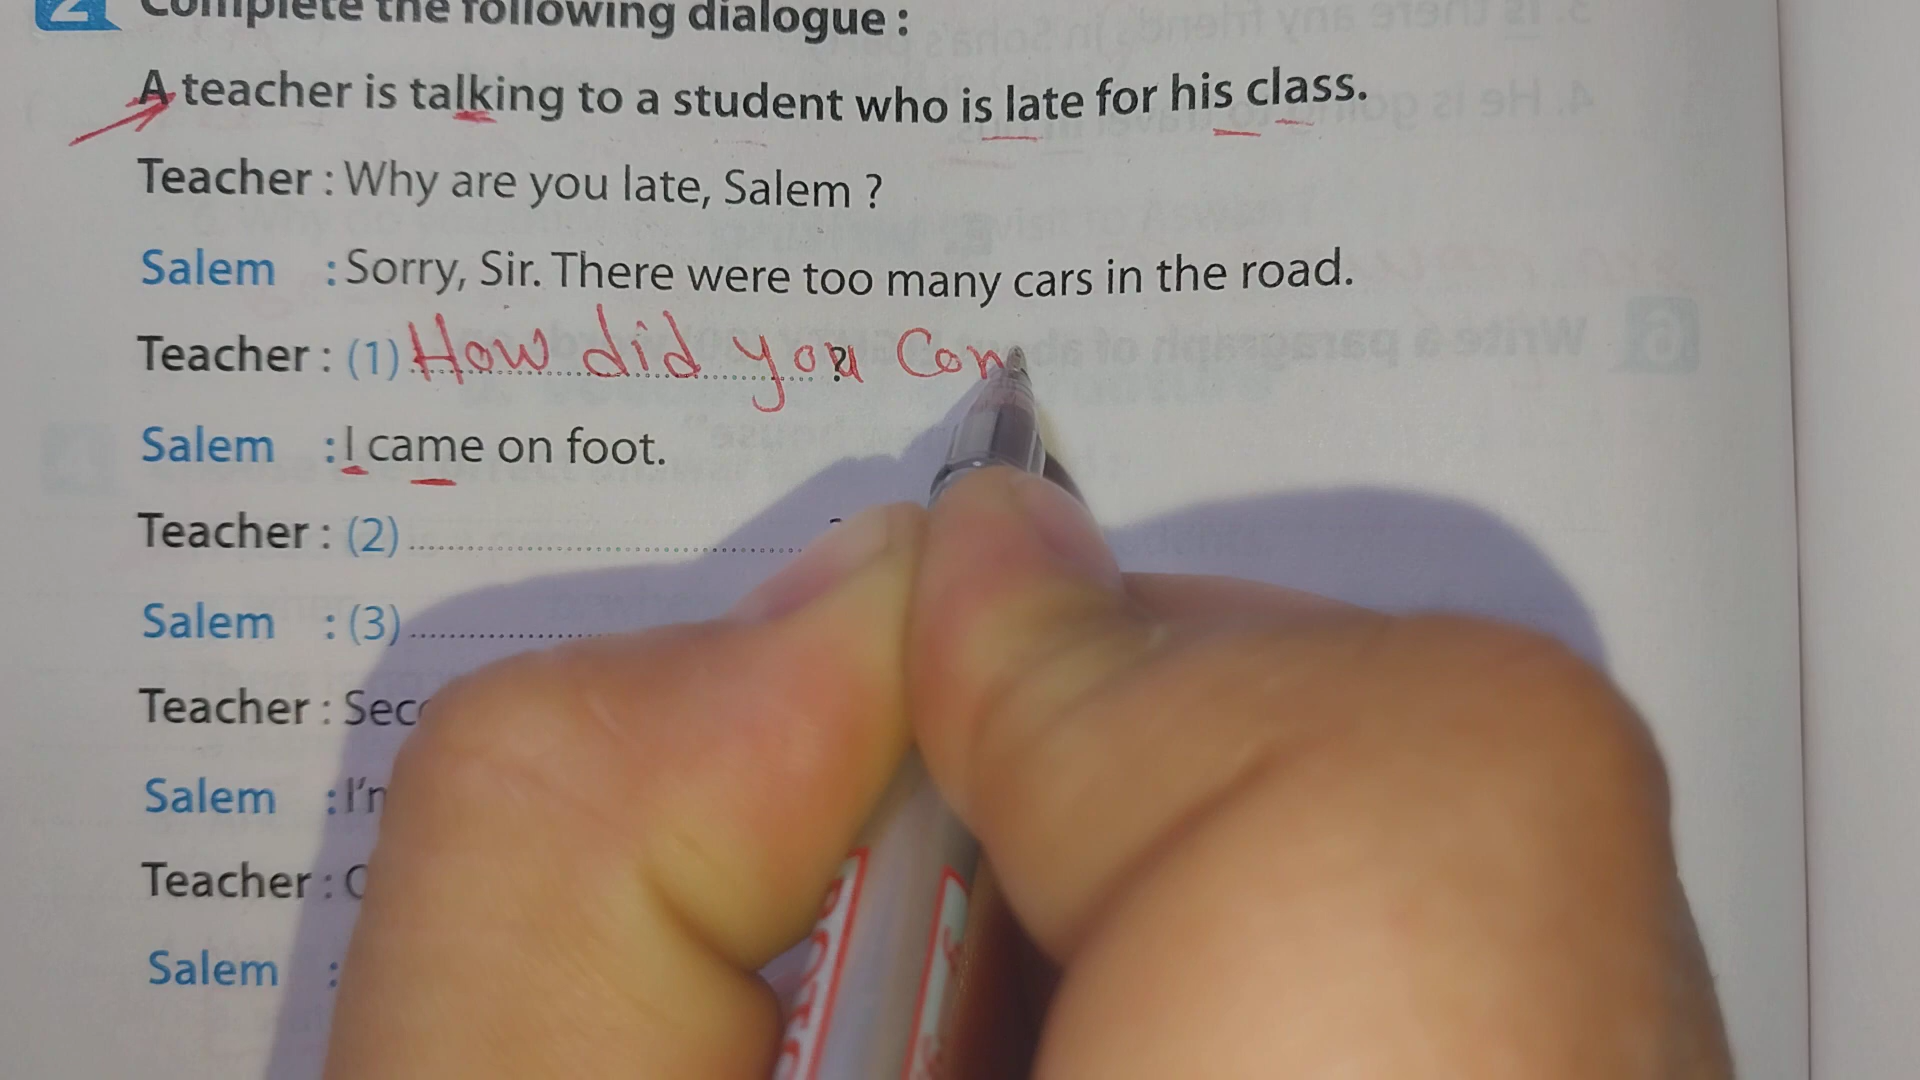 2 Complete the following dialogue :
A teacher is talking to a student who is late for his class.
Teacher : Why are you late, Salem ?
Salem : Sorry, Sir. There were too many cars in the road.
Teacher : (1) How did you Com
Salem : I came on foot.
Teacher : (2)
Salem : (3)
Teacher :
Salem : I'm
Teacher :
Salem :